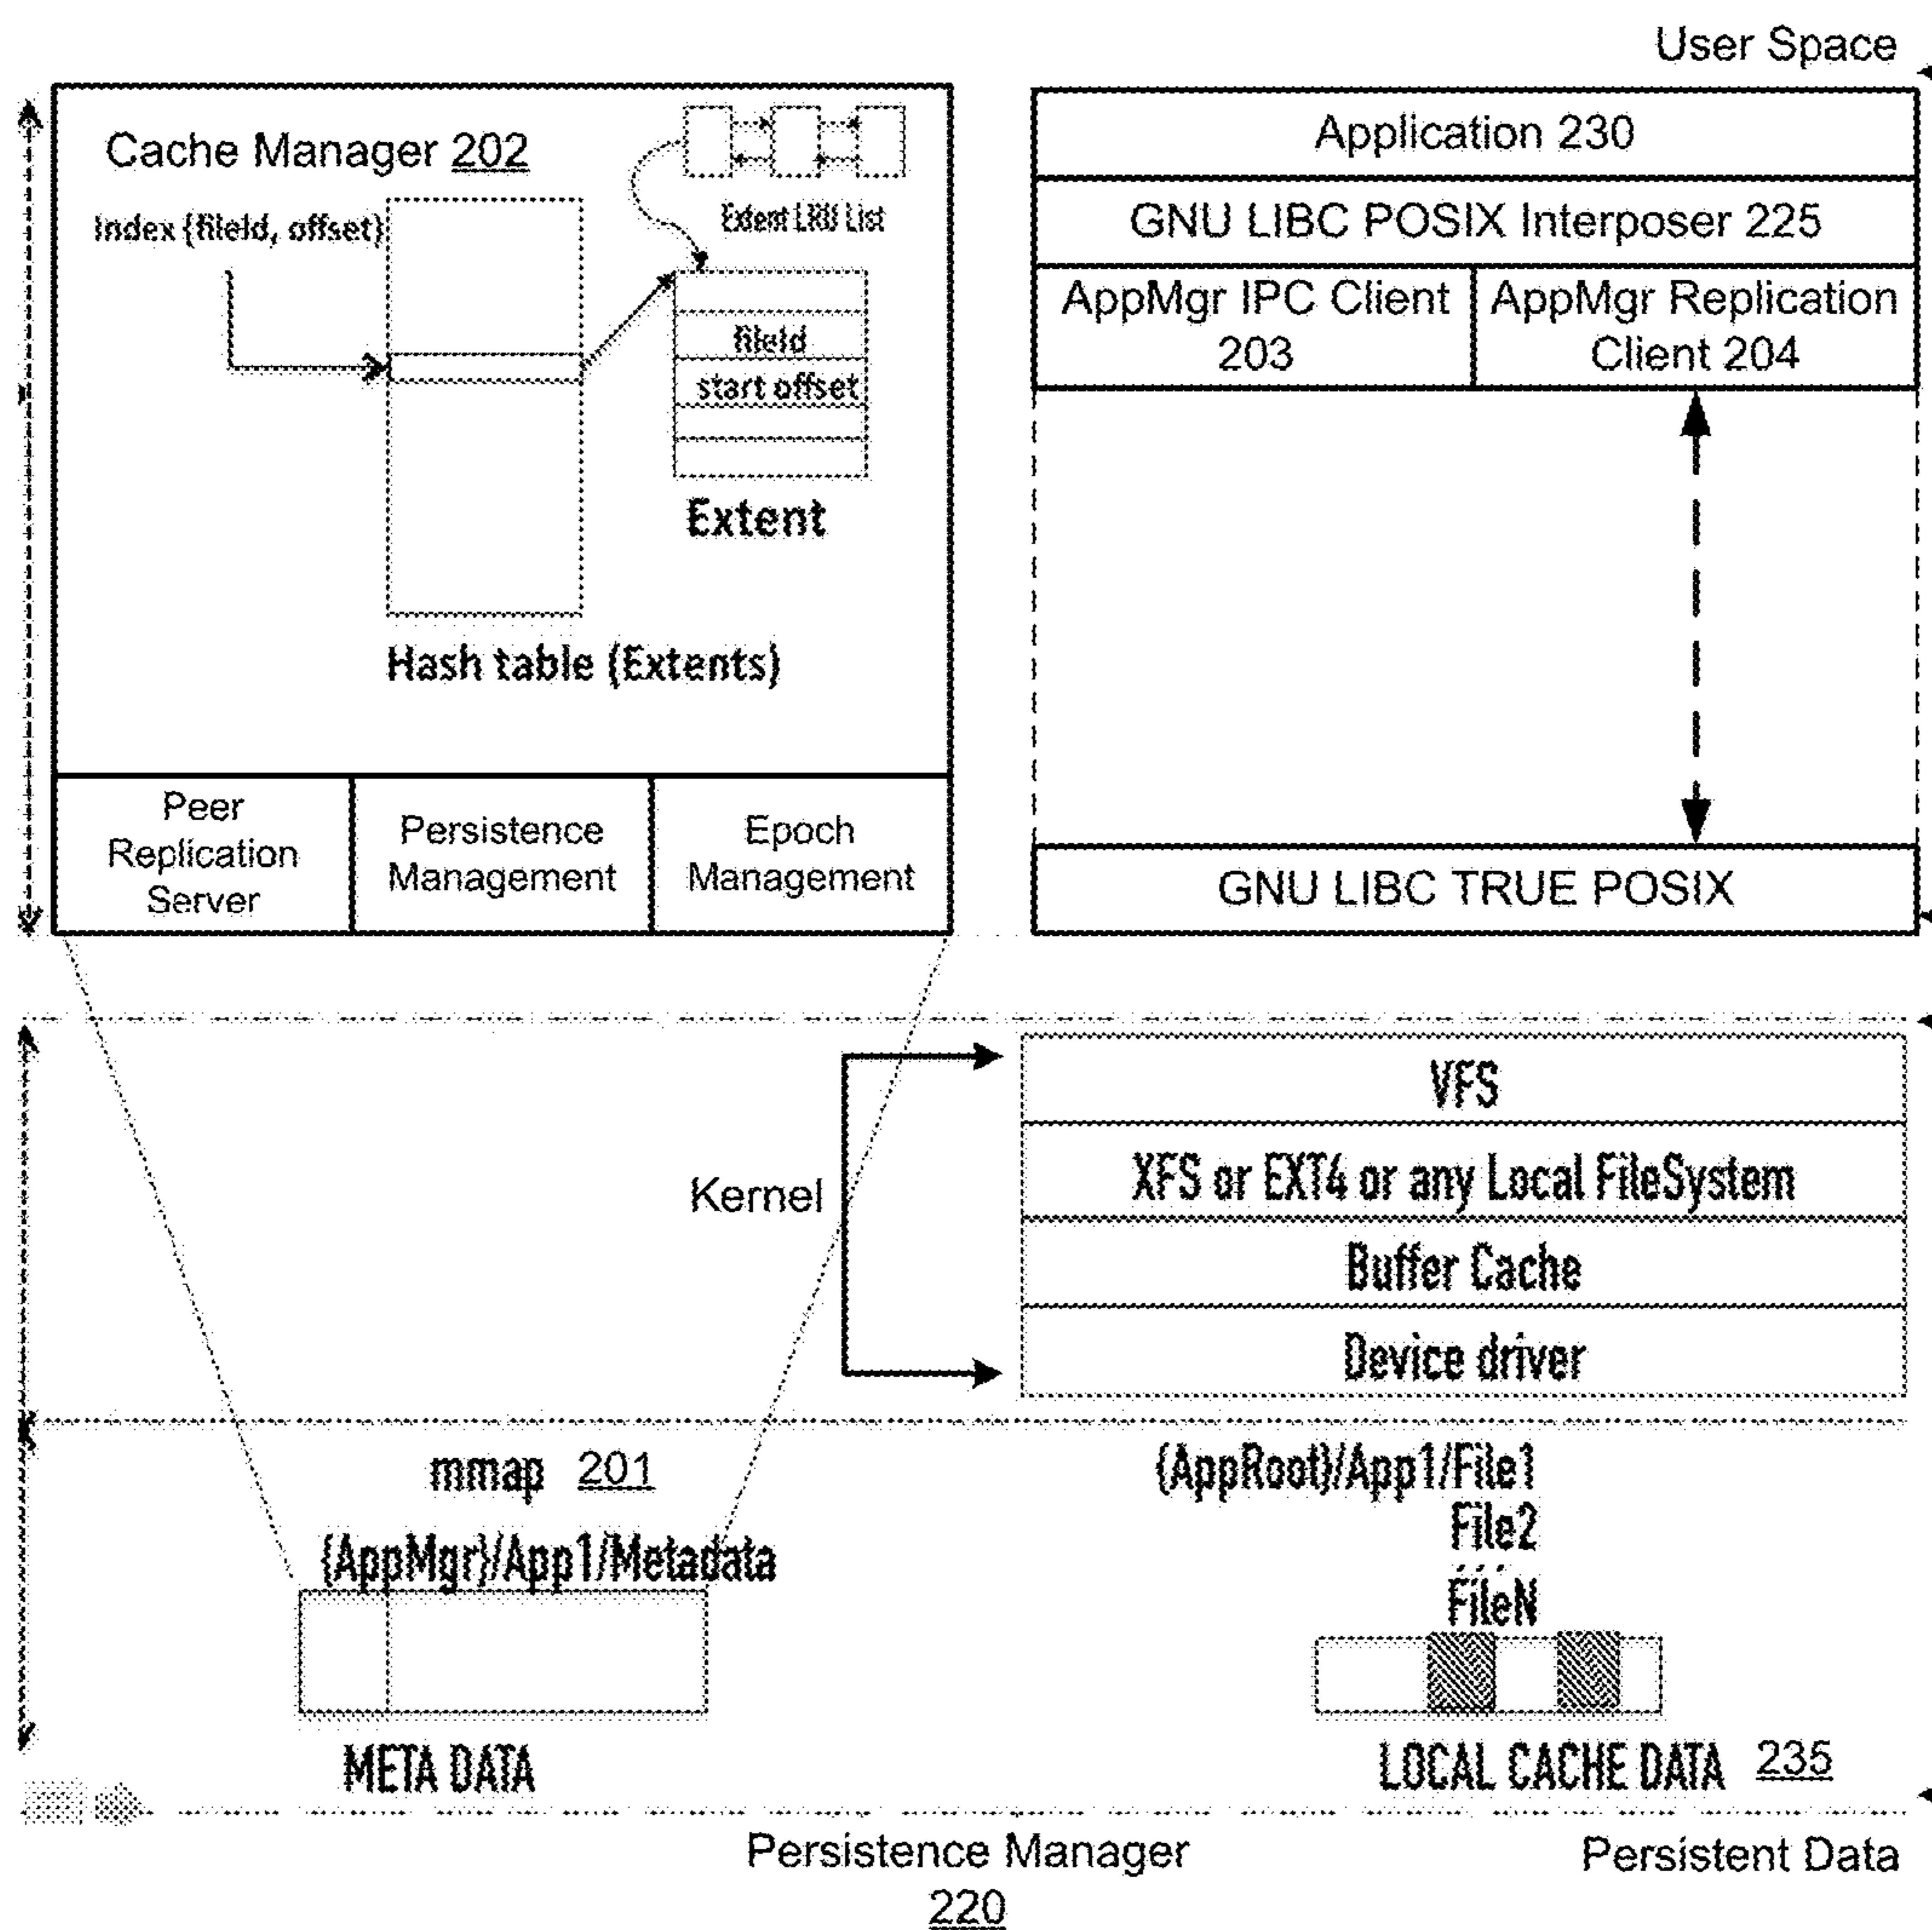 User Space
Cache Manager 202
Index (fileId, offset)
Extent LRU List
fileId
start offset
Extent
Hash table (Extents)
Peer
Replication
Server
Persistence
Management
Epoch
Management
Application 230
GNU LIBC POSIX Interposer 225
AppMgr IPC Client
203
AppMgr Replication
Client 204
GNU LIBC TRUE POSIX
Kernel
VFS
XFS or EXT4 or any Local FileSystem
Buffer Cache
Device driver
mmap 201
(AppMgr)/App1/Metadata
META DATA
(AppRoot)/App1/File1
File2
...
FileN
LOCAL CACHE DATA 235
Persistence Manager
220
Persistent Data